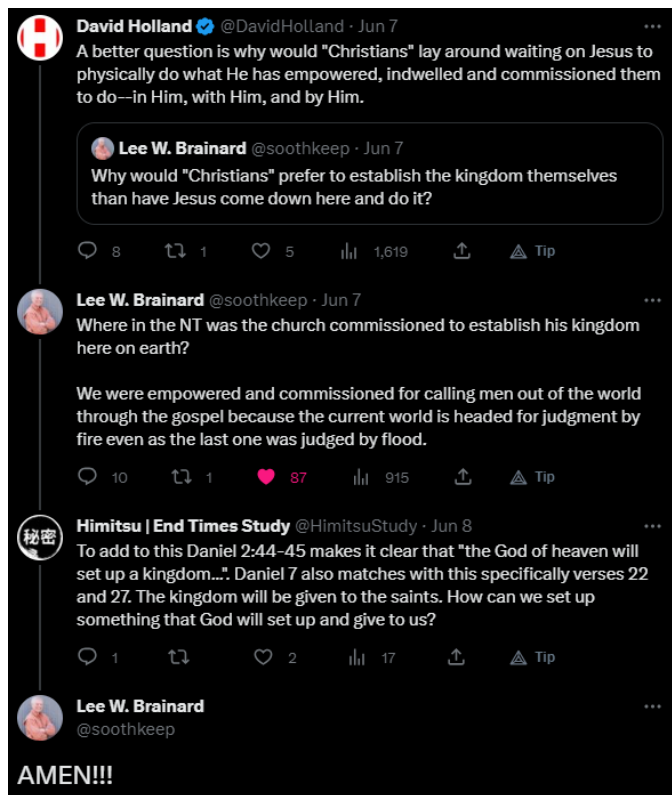 David Holland @DavidHolland · Jun 7
A better question is why would "Christians" lay around waiting on Jesus to
physically do what He has empowered, indwelled and commissioned them
to do--in Him, with Him, and by Him.
Lee W. Brainard @soothkeep · Jun 7
Why would "Christians" prefer to establish the kingdom themselves
than have Jesus come down here and do it?
8 1 5 1,619 Tip
Lee W. Brainard @soothkeep · Jun 7
Where in the NT was the church commissioned to establish his kingdom
here on earth?
We were empowered and commissioned for calling men out of the world
through the gospel because the current world is headed for judgment by
fire even as the last one was judged by flood.
10 1 87 915 Tip
秘密
Himitsu | End Times Study @HimitsuStudy · Jun 8
To add to this Daniel 2:44-45 makes it clear that "the God of heaven will
set up a kingdom...". Daniel 7 also matches with this specifically verses 22
and 27. The kingdom will be given to the saints. How can we set up
something that God will set up and give to us?
1 2 17 Tip
Lee W. Brainard
@soothkeep
AMEN!!!